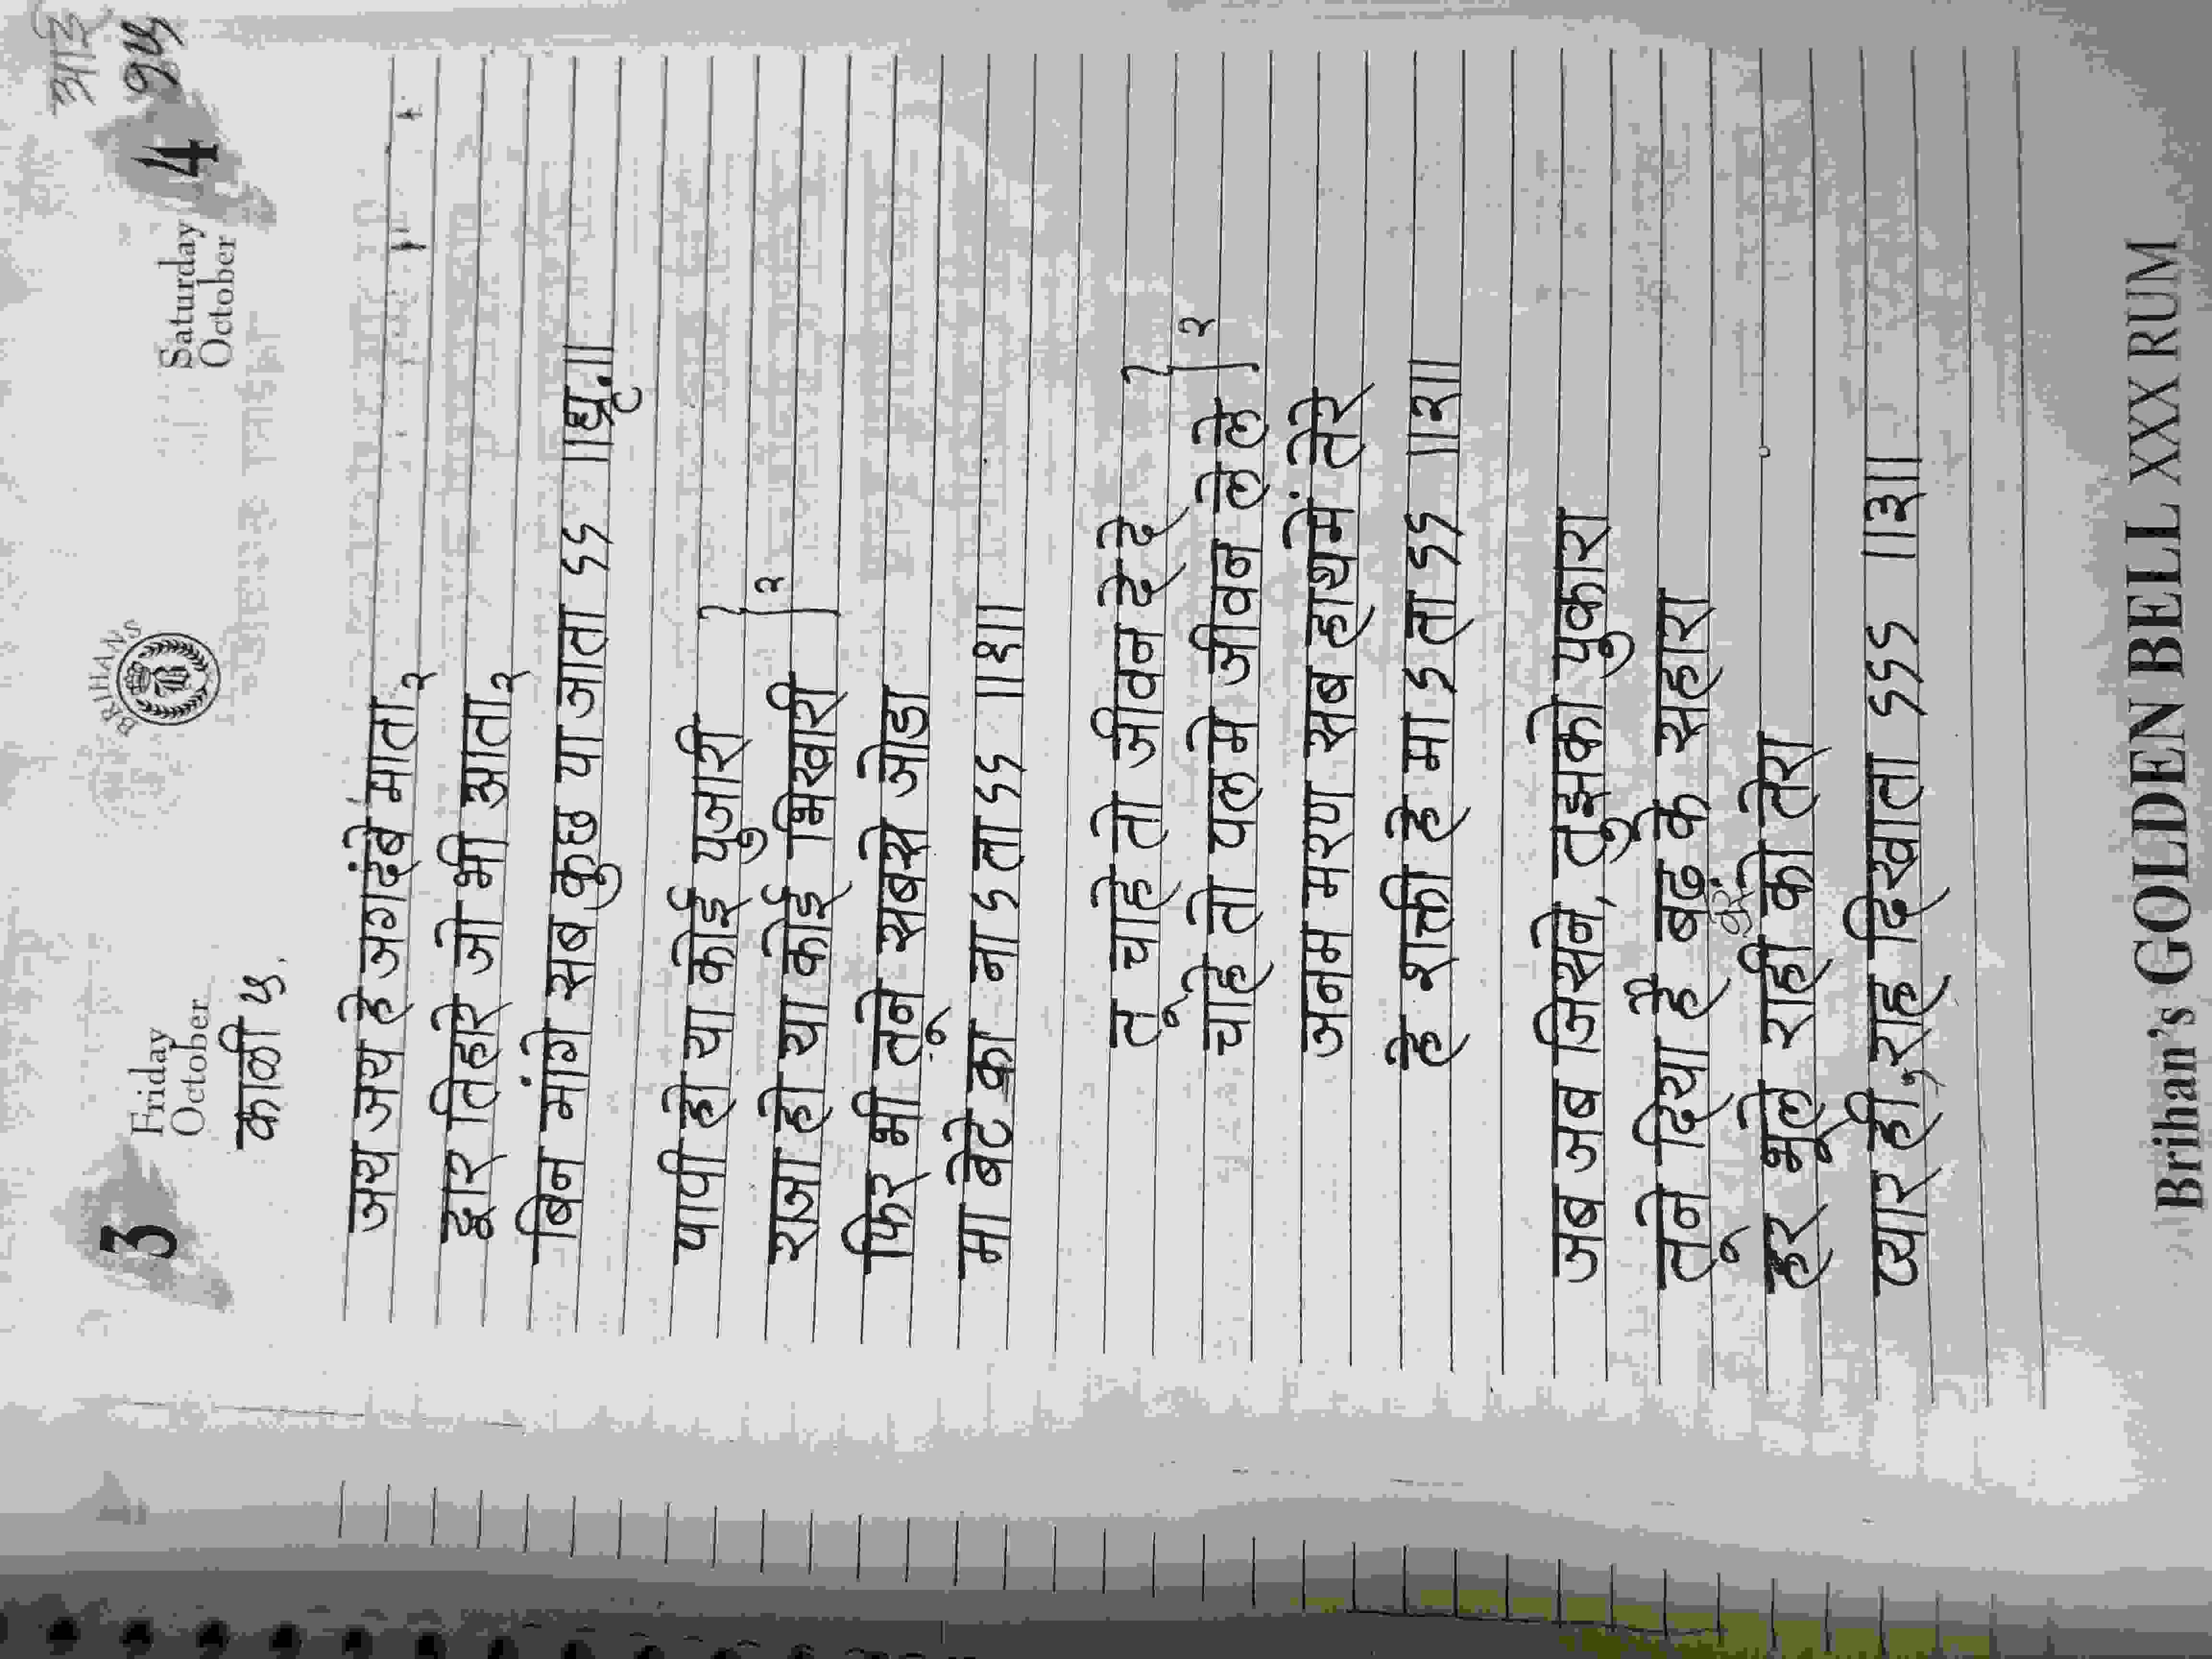 आई
१५
3 Friday October
BRIHANS
B
Saturday October 4
काळी ५.
जय जय हे जगदंबे माता २
द्वार तिहारे जो भी आता २
बिन मांगे सब कुछ पा जाता ऽऽ ॥धृ.॥
पापी हो या कोई पुजारी
राजा हो या कोई भिखारी } २
फिर भी तूने सबसे जोडा
मा बेटे का ना ऽ ता ऽऽ ॥१॥
तू चाहे तो जीवन दे दे
चाहे तो पल मे जीवन ले ले } २
जनम मरण सब हाथमें तेरे
हे शक्ती हे मा ऽ ता ऽऽ ॥२॥
जब जब जिसने, तुझको पुकारा
तूने दिया है बढ़ के सहारा
हर भूले राही को तेरा
प्यार ही, राह दिखाता ऽऽऽ ॥३॥
Brihan's GOLDEN BELL XXX RUM